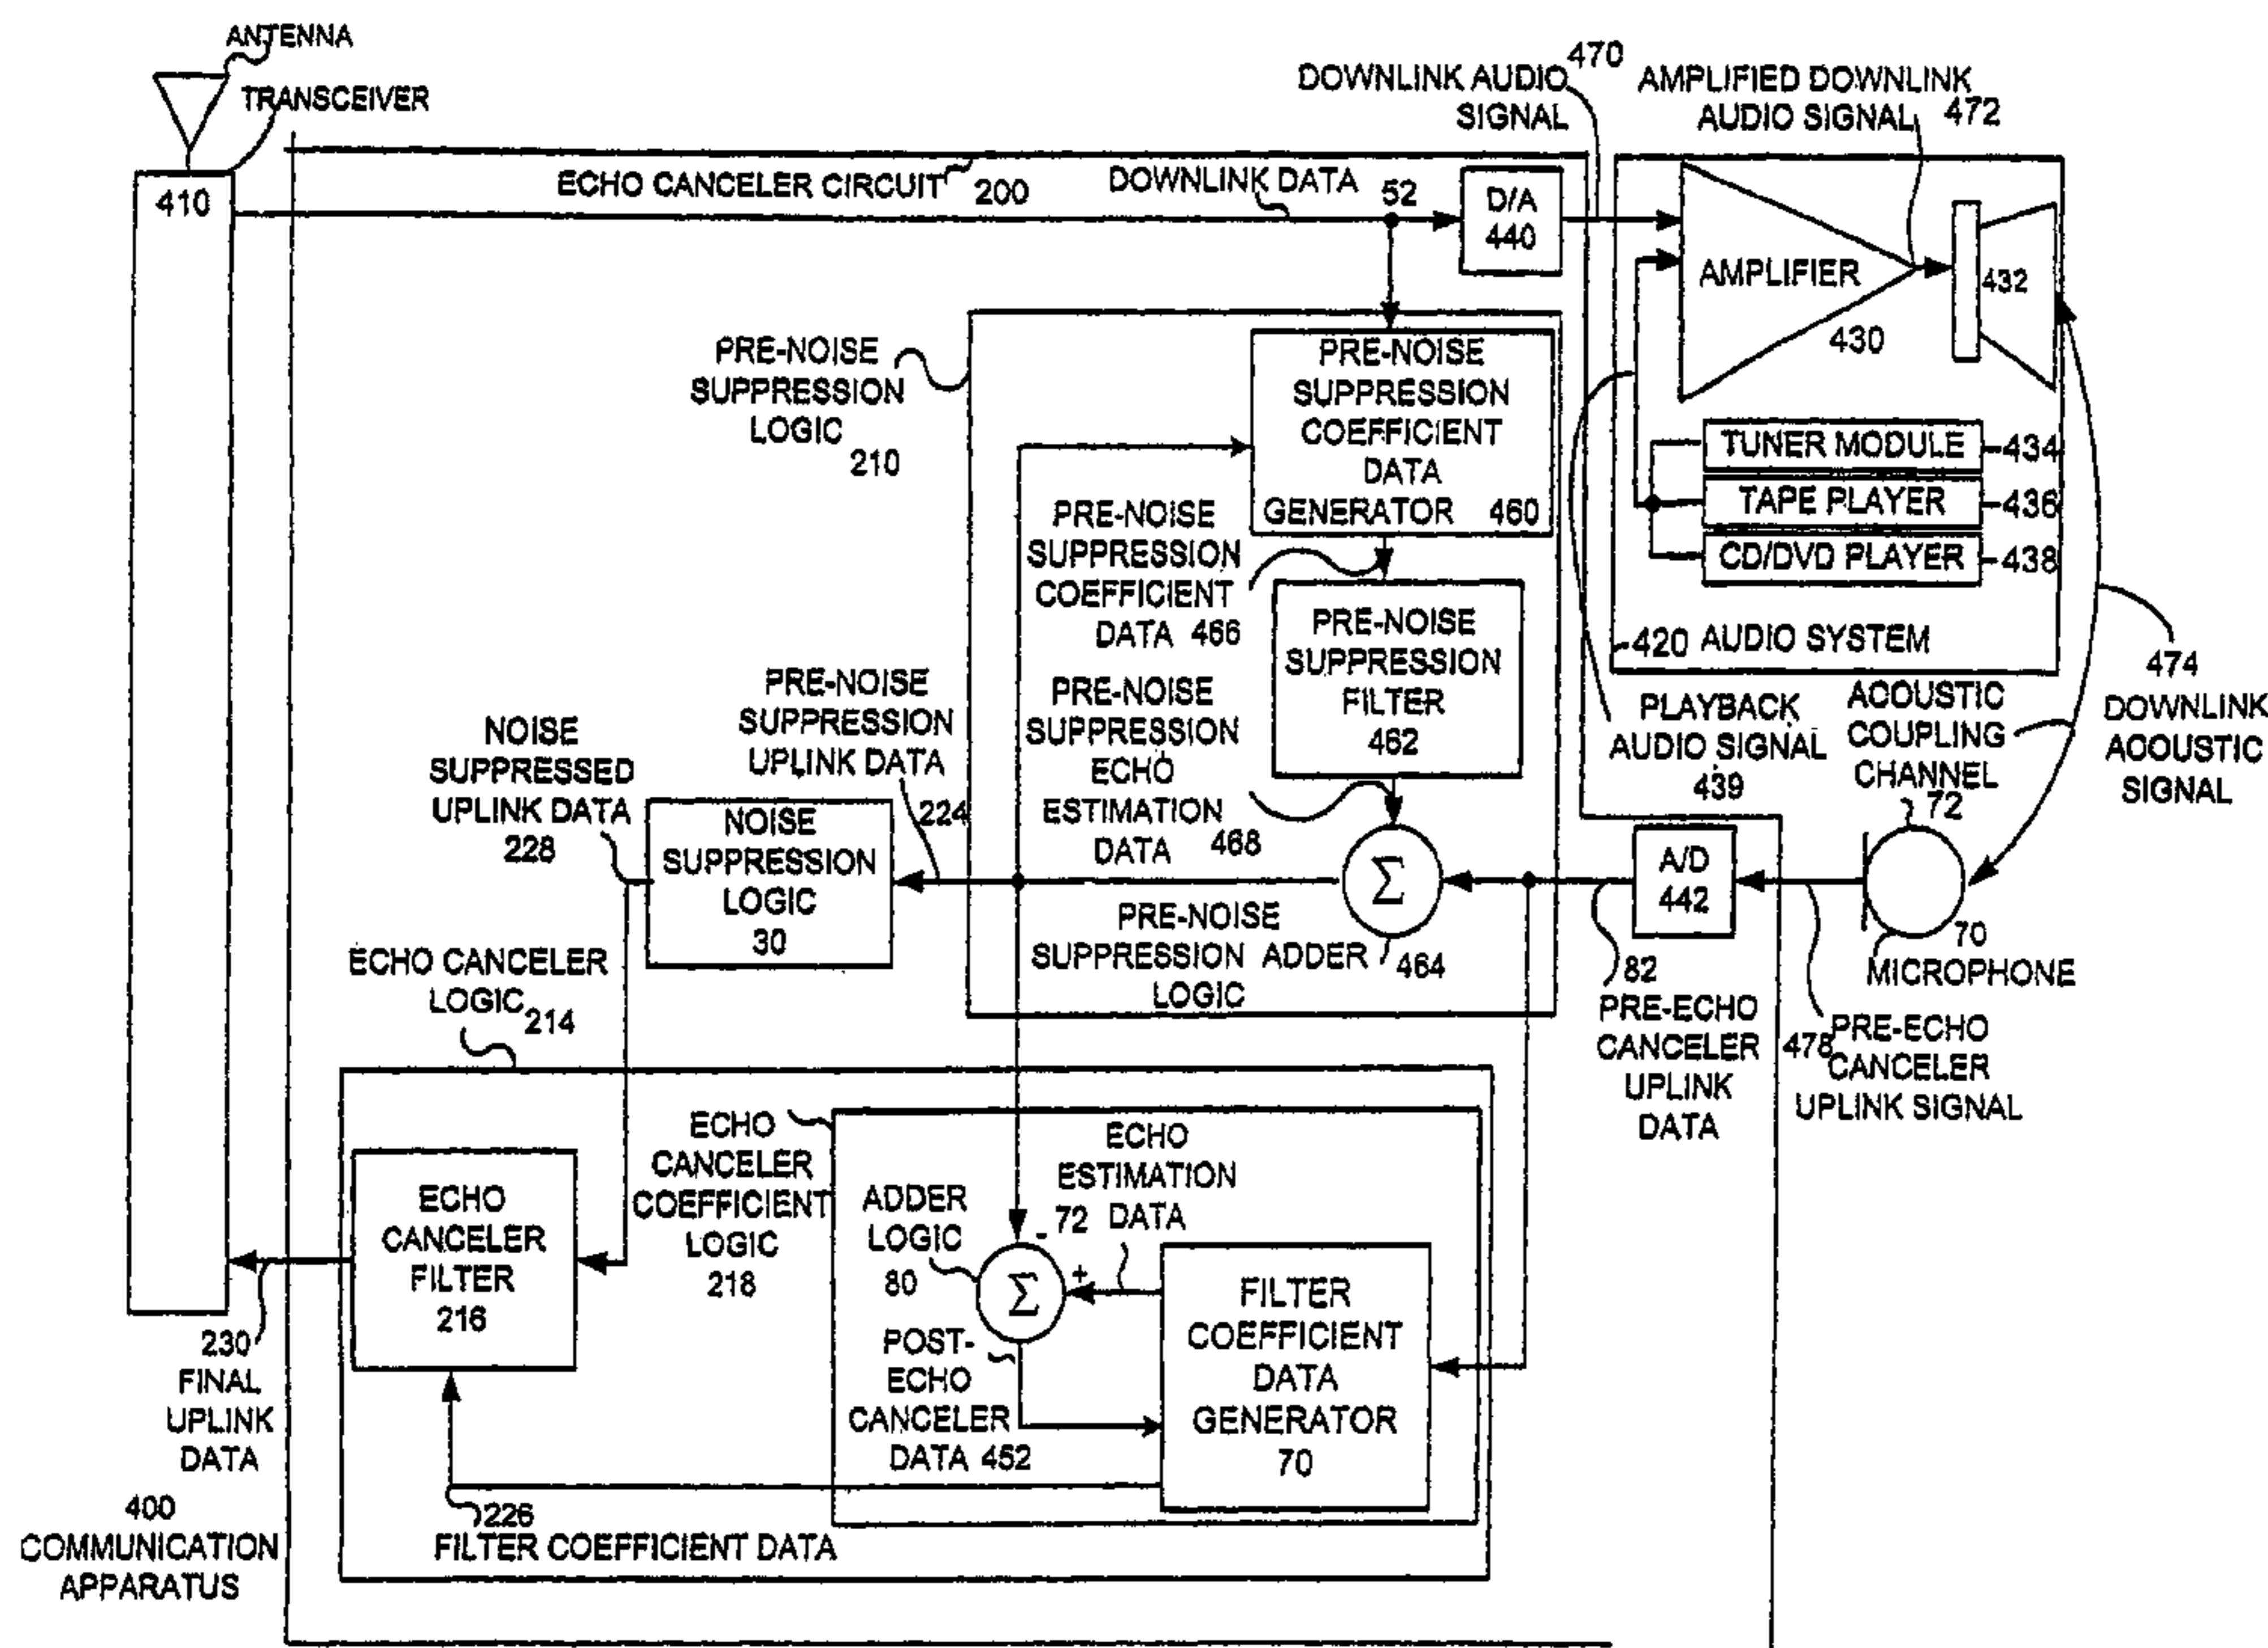 ANTENNA
TRANSCEIVER
410
ECHO CANCELER CIRCUIT 200
DOWNLINK DATA 52
D/A
440
DOWNLINK AUDIO
SIGNAL
470
AMPLIFIED DOWNLINK
AUDIO SIGNAL 472
AMPLIFIER
430
432
TUNER MODULE 434
TAPE PLAYER 436
CD/DVD PLAYER 438
420 AUDIO SYSTEM
PRE-NOISE
SUPPRESSION
LOGIC
210
PRE-NOISE
SUPPRESSION
COEFFICIENT
DATA
GENERATOR 460
PRE-NOISE
SUPPRESSION
COEFFICIENT
DATA 466
PRE-NOISE
SUPPRESSION
FILTER
462
PRE-NOISE
SUPPRESSION
ECHO
ESTIMATION
DATA 468
PRE-NOISE
SUPPRESSION
UPLINK DATA
224
NOISE
SUPPRESSED
UPLINK DATA
228
NOISE
SUPPRESSION
LOGIC
30
Σ
PRE-NOISE
SUPPRESSION ADDER 464
LOGIC
PLAYBACK
AUDIO SIGNAL
439
ACOUSTIC
COUPLING
CHANNEL
72
474
DOWNLINK
ACOUSTIC
SIGNAL
A/D
442
70
MICROPHONE
82
PRE-ECHO
CANCELER
UPLINK
DATA
478
PRE-ECHO
CANCELER
UPLINK SIGNAL
ECHO CANCELER
LOGIC 214
ECHO
CANCELER
FILTER
216
ECHO
CANCELER
COEFFICIENT
LOGIC
218
ADDER
LOGIC
80
ECHO
ESTIMATION
72 DATA
-
+
Σ
FILTER
COEFFICIENT
DATA
GENERATOR
70
POST-
ECHO
CANCELER
DATA 452
226
FILTER COEFFICIENT DATA
230
FINAL
UPLINK
DATA
400
COMMUNICATION
APPARATUS